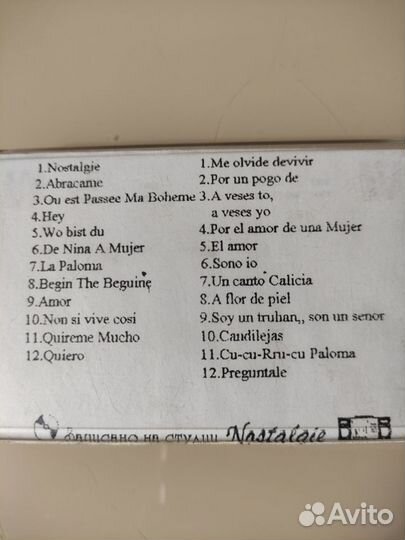 1.Nostalgie
2.Abracame
3.Ou est Passee Ma Boheme
4.Hey
5.Wo bist du
6.De Nina A Mujer
7.La Paloma
8.Begin The Beguine
9.Amor
10.Non si vive cosi
11.Quireme Mucho
12.Quiero
1.Me olvide devivir
2.Por un pogo de
3.A veses to,
a veses yo
4.Por el amor de una Mujer
5.El amor
6.Sono io
7.Un canto Calicia
8.A flor de piel
9.Soy un truhan,, son un senor
10.Candilejas
11.Cu-cu-Rru-cu Paloma
12.Preguntale
Записано на студии Nostalgie
Avito